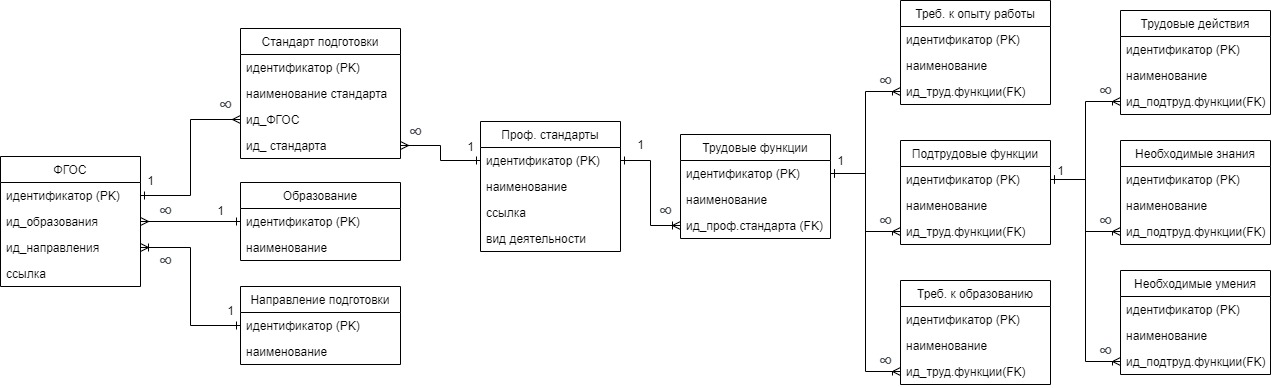 ФГОС
идентификатор (PK)
ид_образования
ид_направления
ссылка
1
∞
∞
Стандарт подготовки
идентификатор (PK)
наименование стандарта
ид_ФГОС
ид_ стандарта
∞
∞
Образование
идентификатор (PK)
наименование
1
Направление подготовки
идентификатор (PK)
наименование
1
Проф. стандарты
идентификатор (PK)
наименование
ссылка
вид деятельности
1
1
∞
Трудовые функции
идентификатор (PK)
наименование
ид_проф.стандарта (FK)
1
Треб. к опыту работы
идентификатор (PK)
наименование
ид_труд.функции(FK)
∞
Подтрудовые функции
идентификатор (PK)
наименование
ид_труд.функции(FK)
∞
1
Треб. к образованию
идентификатор (PK)
наименование
ид_труд.функции(FK)
∞
Трудовые действия
идентификатор (PK)
наименование
ид_подтруд.функции(FK)
∞
Необходимые знания
идентификатор (PK)
наименование
ид_подтруд.функции(FK)
∞
Необходимые умения
идентификатор (PK)
наименование
ид_подтруд.функции(FK)
∞